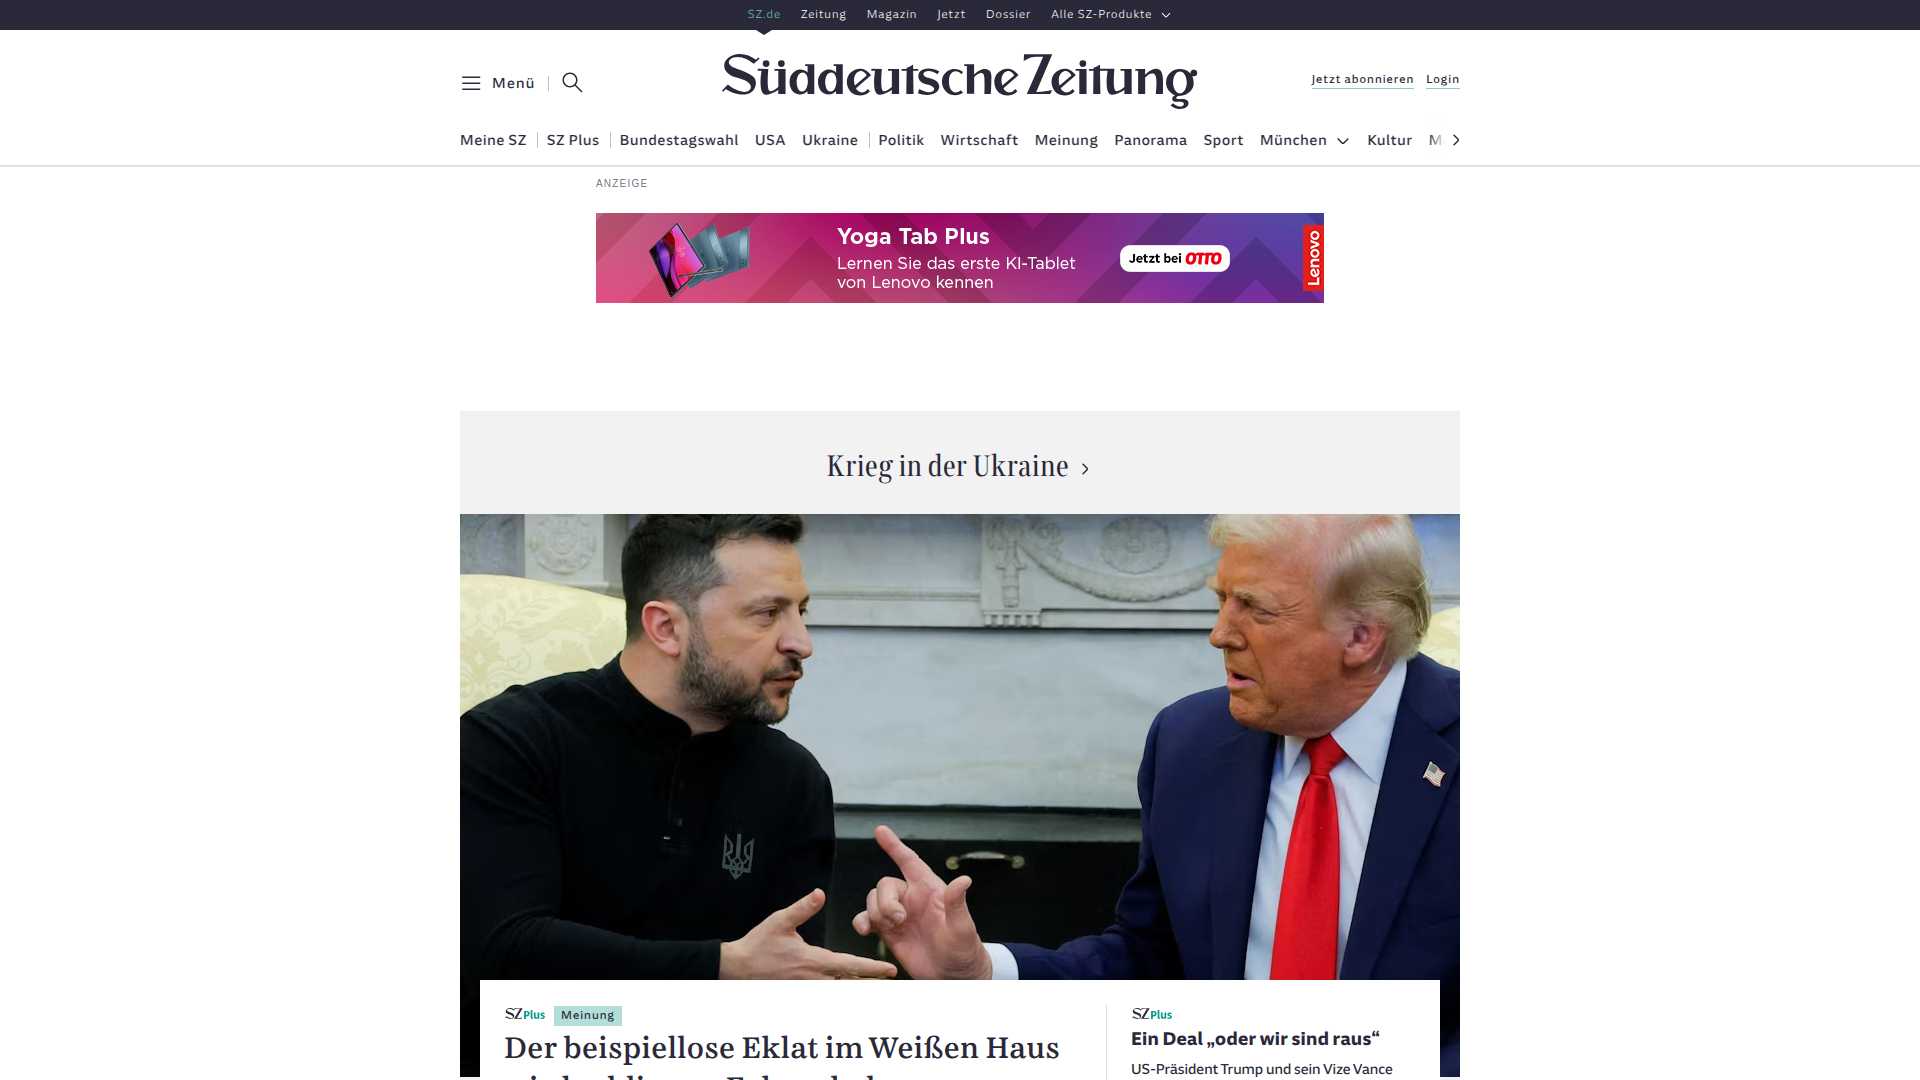 SZ.de Zeitung Magazin Jetzt Dossier Alle SZ-Produkte
Menü
Süddeutsche Zeitung
Jetzt abonnieren Login
Meine SZ SZ Plus Bundestagswahl USA Ukraine Politik Wirtschaft Meinung Panorama Sport München Kultur M
ANZEIGE
Yoga Tab Plus
Lernen Sie das erste KI-Tablet
von Lenovo kennen
Jetzt bei OTTO
Lenovo
Krieg in der Ukraine
SZ Plus Meinung
Der beispiellose Eklat im Weißen Haus
SZ Plus
Ein Deal „oder wir sind raus“
US-Präsident Trump und sein Vize Vance